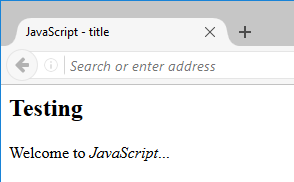 JavaScript - title
Search or enter address
Testing
Welcome to JavaScript...